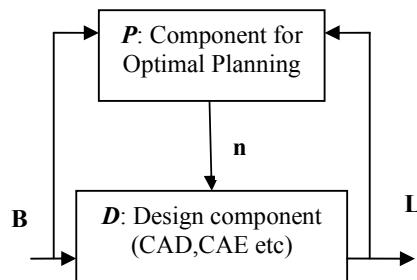 P: Component for
Optimal Planning
n
B
L
D: Design component
(CAD,CAE etc)